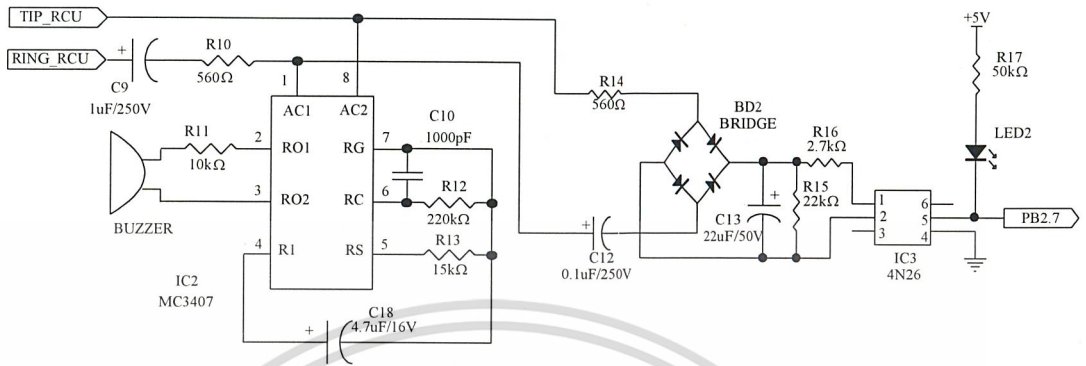 TIP_RCU
RING_RCU
+
C9
1uF/250V
R10
560Ω
1
8
AC1
AC2
R11
10kΩ
2
3
RO1
RO2
BUZZER
4
R1
IC2
MC3407
RG
7
C10
1000pF
RC
6
R12
220kΩ
RS
5
R13
15kΩ
+
C18
4.7uF/16V
R14
560Ω
BD2
BRIDGE
+
C12
0.1uF/250V
+
C13
22uF/50V
R16
2.7kΩ
R15
22kΩ
1
2
3
6
5
4
IC3
4N26
+5V
R17
50kΩ
LED2
PB2.7